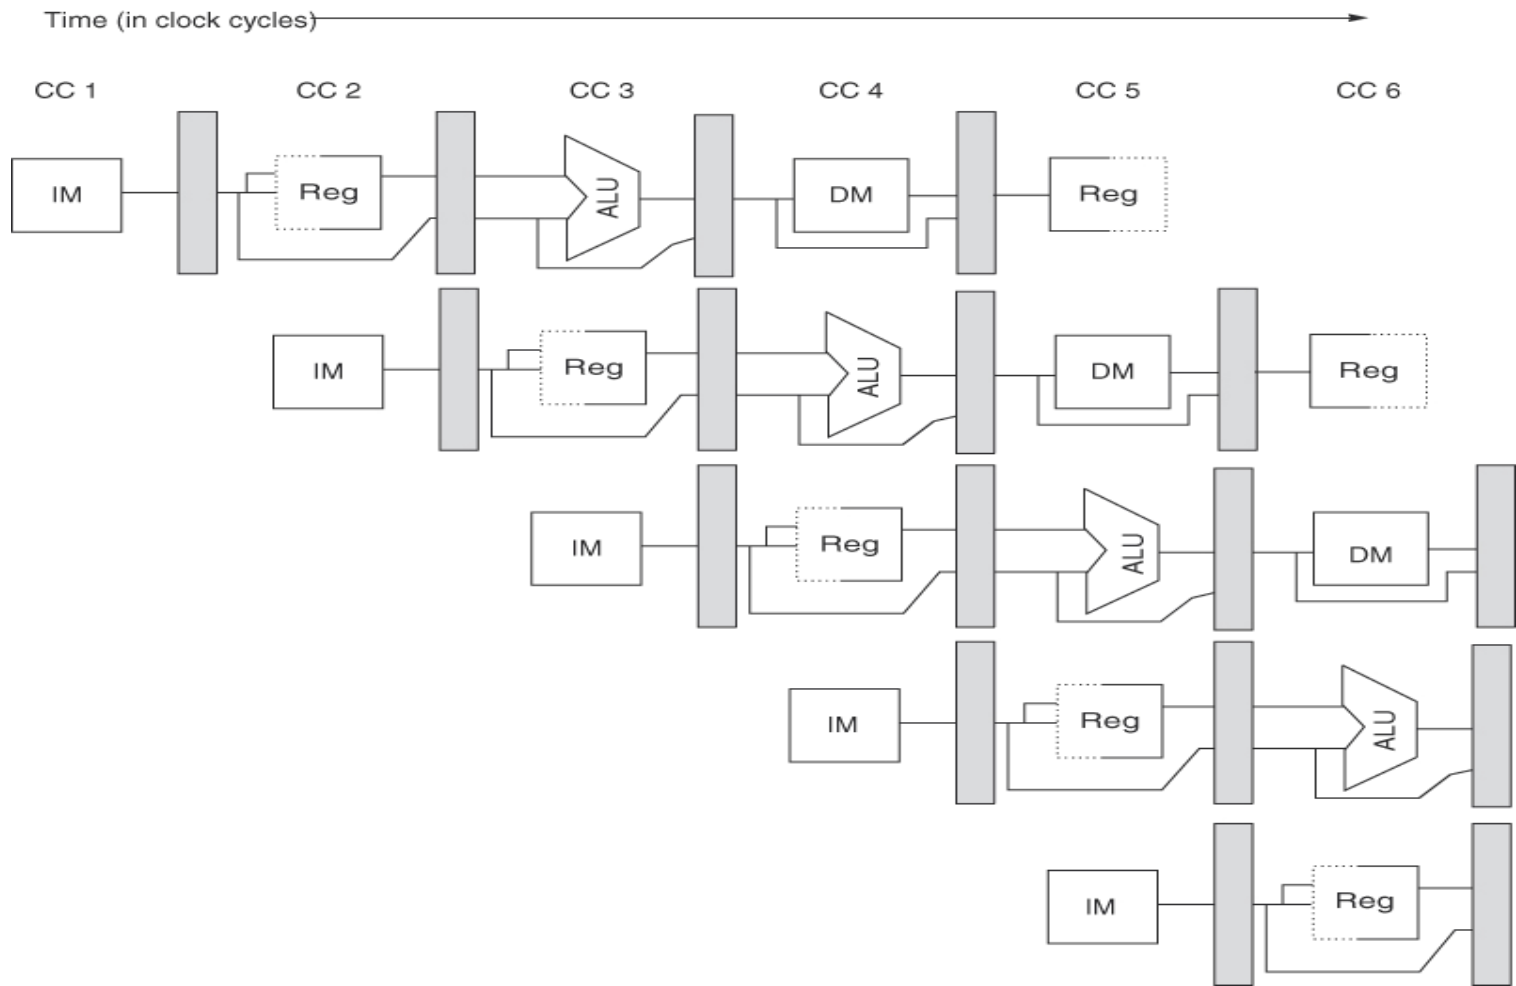 Time (in clock cycles)
CC 1 CC 2 CC 3 CC 4 CC 5 CC 6
IM Reg ALU DM Reg
IM Reg ALU DM Reg
IM Reg ALU DM
IM Reg ALU
IM Reg